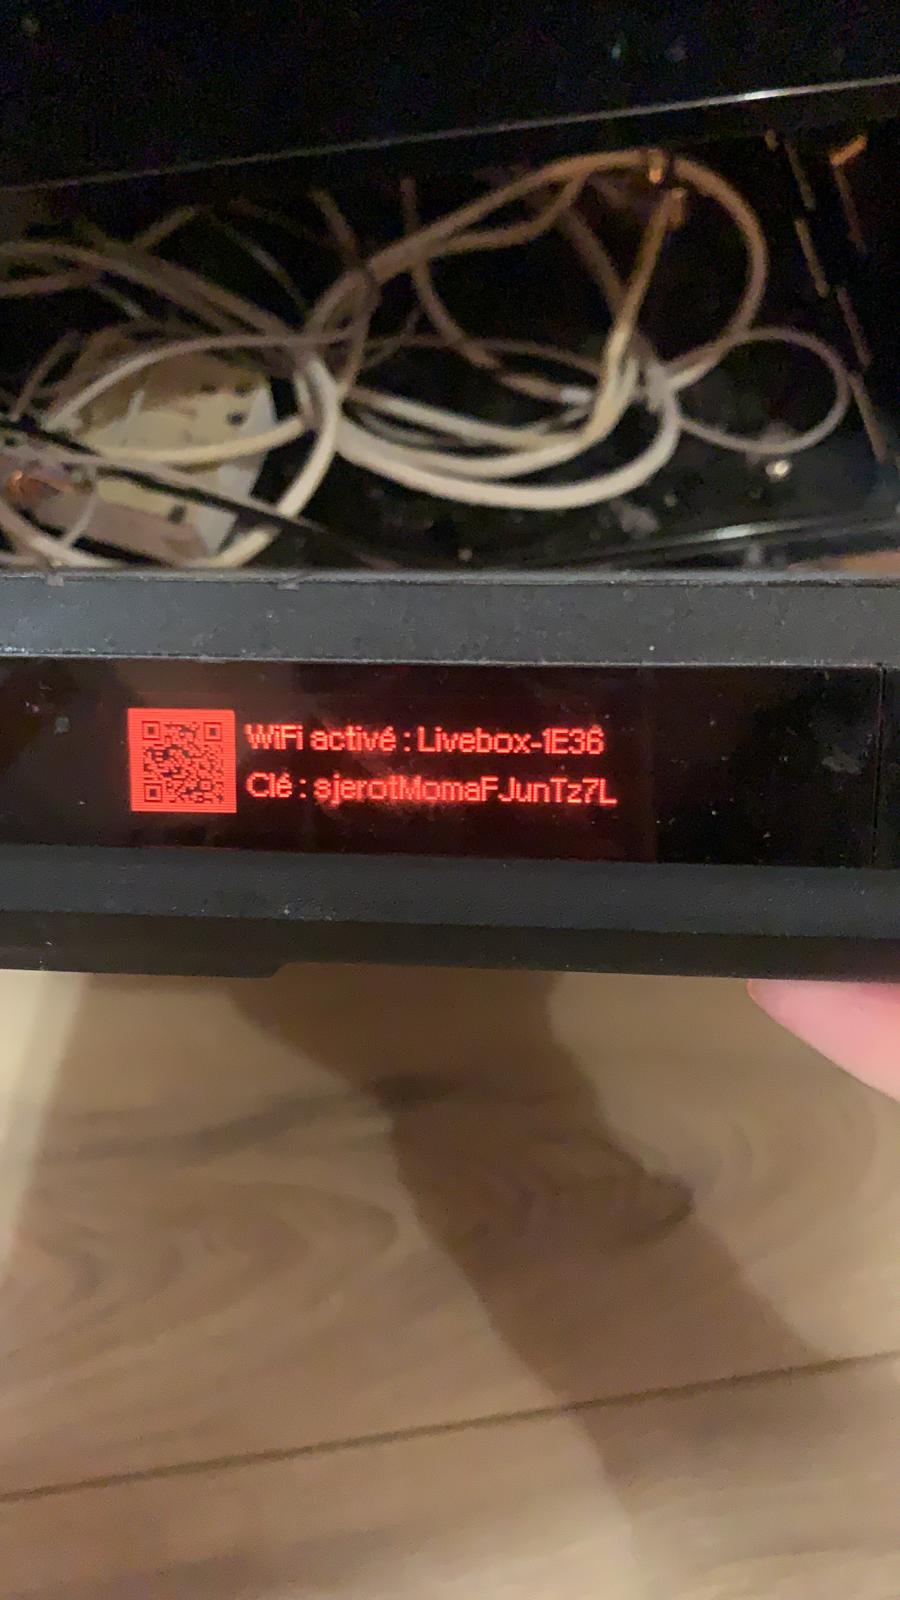 WiFi activé : Livebox-1E36
Clé : sjerotMomaFJunTz7L